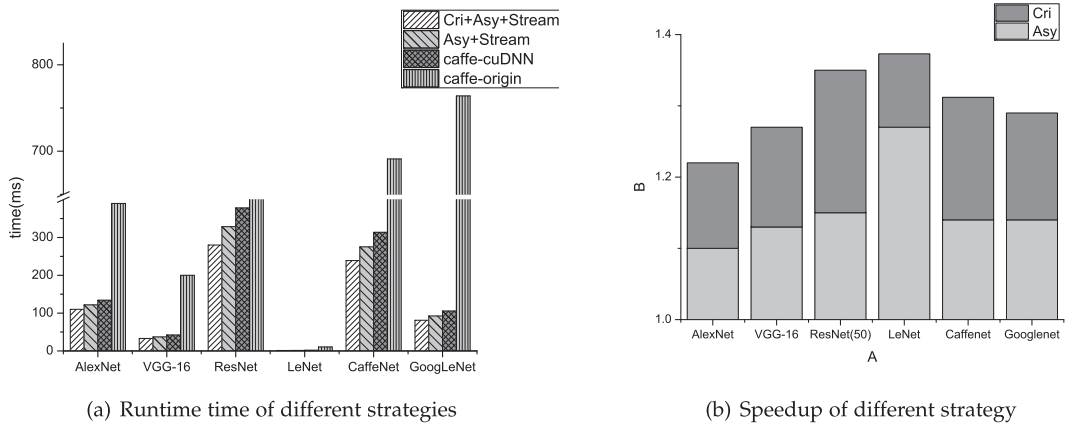 Cri+Asy+Stream
Asy+Stream
caffe-cuDNN
caffe-origin
time(ms)
800
700
300
200
100
0
AlexNet VGG-16 ResNet LeNet CaffeNet GoogLeNet
(a) Runtime time of different strategies
Cri
Asy
B
1.4
1.2
1.0
AlexNet VGG-16 ResNet(50) LeNet Caffenet Googlenet
A
(b) Speedup of different strategy